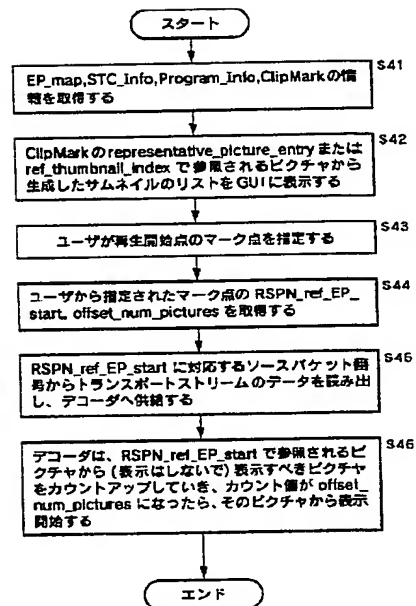 スタート
S41
EP_map,STC_Info,Program_Info,ClipMarkの情
報を取得する
S42
ClipMarkのrepresentative_picture_entryまたは
ref_thumbnail_indexで参照されるピクチャから
生成したサムネイルのリストをGUIに表示する
S43
ユーザが再生開始点のマーク点を指定する
S44
ユーザから指定されたマーク点のRSPN_ref_EP_
start, offset_num_picturesを取得する
S45
RSPN_ref_EP_startに対応するソースパケット番
号からトランスポートストリームのデータを読み出
し、デコーダへ供給する
S46
デコーダは、RSPN_ref_EP_startで参照されるピ
クチャから(表示はしないで)表示すべきピクチャ
をカウントアップしていき、カウント値がoffset_
num_picturesになったら、そのピクチャから表示
開始する
エンド